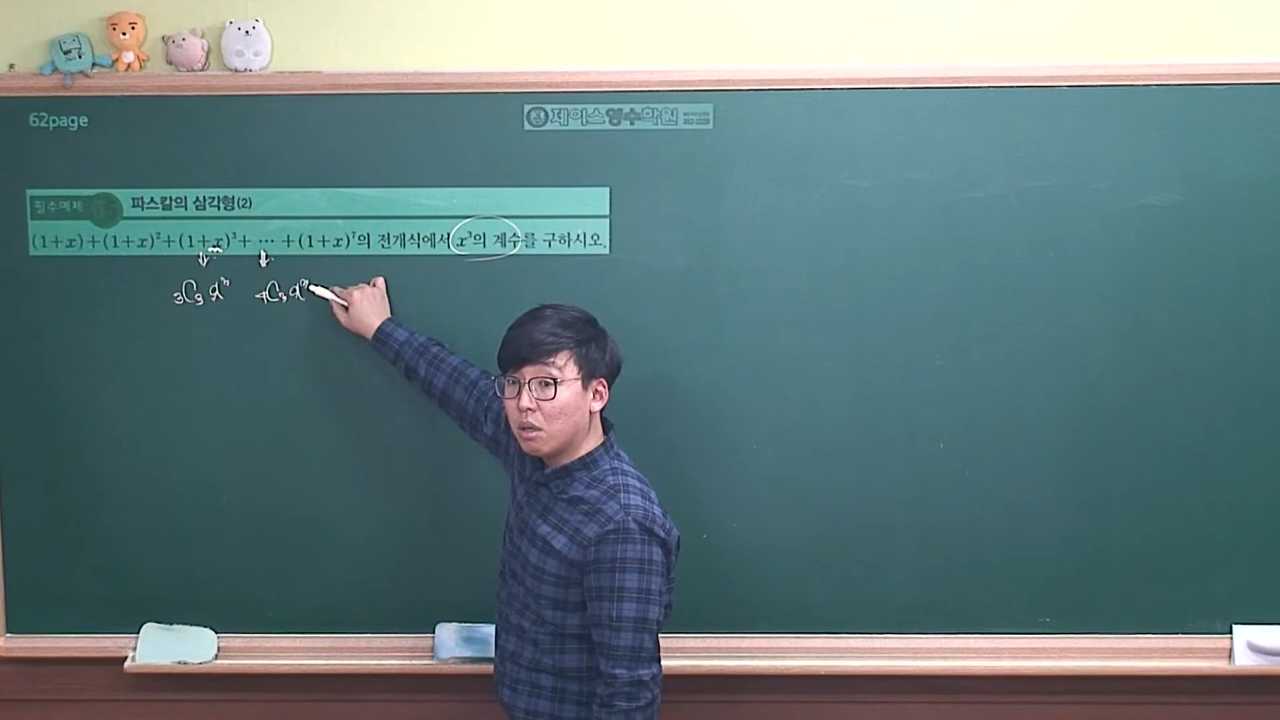 62page
제이스영수학원
필수예제
파스칼의 삼각형(2)
(1+x)+(1+x)²+(1+x)³+ ⋯ +(1+x)⁷의 전개식에서 x³의 계수를 구하시오.
₃C₃ x³ ₄C₃ x³